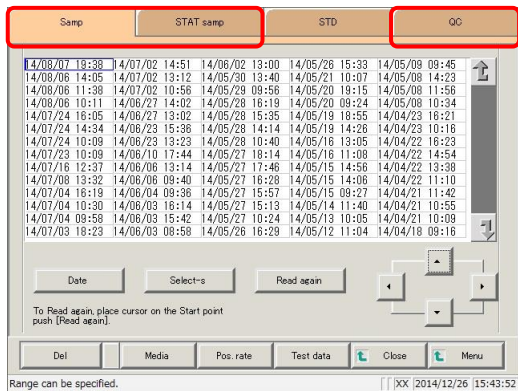 Samp STAT samp STD QC
14/08/07 19:38 14/07/02 14:51 14/06/02 13:00 14/05/26 15:33 14/05/09 09:45
14/08/06 14:05 14/07/02 13:12 14/05/30 13:40 14/05/21 10:07 14/05/08 14:23
14/08/06 11:38 14/07/02 10:56 14/05/29 09:56 14/05/20 19:15 14/05/08 11:56
14/08/06 10:11 14/06/27 14:02 14/05/28 16:19 14/05/20 09:24 14/05/08 10:34
14/07/24 16:05 14/06/27 13:02 14/05/28 15:35 14/05/19 18:55 14/04/23 16:21
14/07/24 14:34 14/06/23 15:36 14/05/28 14:14 14/05/19 14:26 14/04/23 10:16
14/07/24 10:09 14/06/23 13:23 14/05/28 10:40 14/05/16 13:05 14/04/22 16:23
14/07/23 10:09 14/06/10 17:44 14/05/27 18:14 14/05/16 11:08 14/04/22 14:54
14/07/16 12:37 14/06/06 13:14 14/05/27 17:46 14/05/15 14:56 14/04/22 13:38
14/07/08 13:32 14/06/06 09:40 14/05/27 16:28 14/05/15 14:06 14/04/22 11:10
14/07/04 16:19 14/06/04 09:36 14/05/27 15:57 14/05/15 09:27 14/04/21 11:42
14/07/04 10:30 14/06/03 16:14 14/05/27 15:13 14/05/14 11:40 14/04/21 10:55
14/07/04 09:58 14/06/03 15:42 14/05/27 10:24 14/05/13 10:05 14/04/21 10:09
14/07/03 18:23 14/06/03 08:58 14/05/26 16:29 14/05/12 11:04 14/04/18 09:16
Date Select-s Read again
To Read again, place cursor on the Start point
push [Read again].
Del Media Pos. rate Test data Close Menu
Range can be specified. XX 2014/12/26 15:43:52